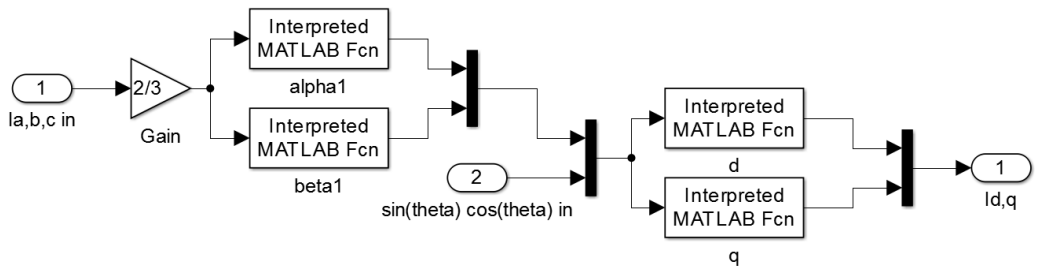 1
Ia,b,c in
2/3
Gain
Interpreted
MATLAB Fcn
alpha1
Interpreted
MATLAB Fcn
beta1
2
sin(theta) cos(theta) in
Interpreted
MATLAB Fcn
d
Interpreted
MATLAB Fcn
q
1
Id,q